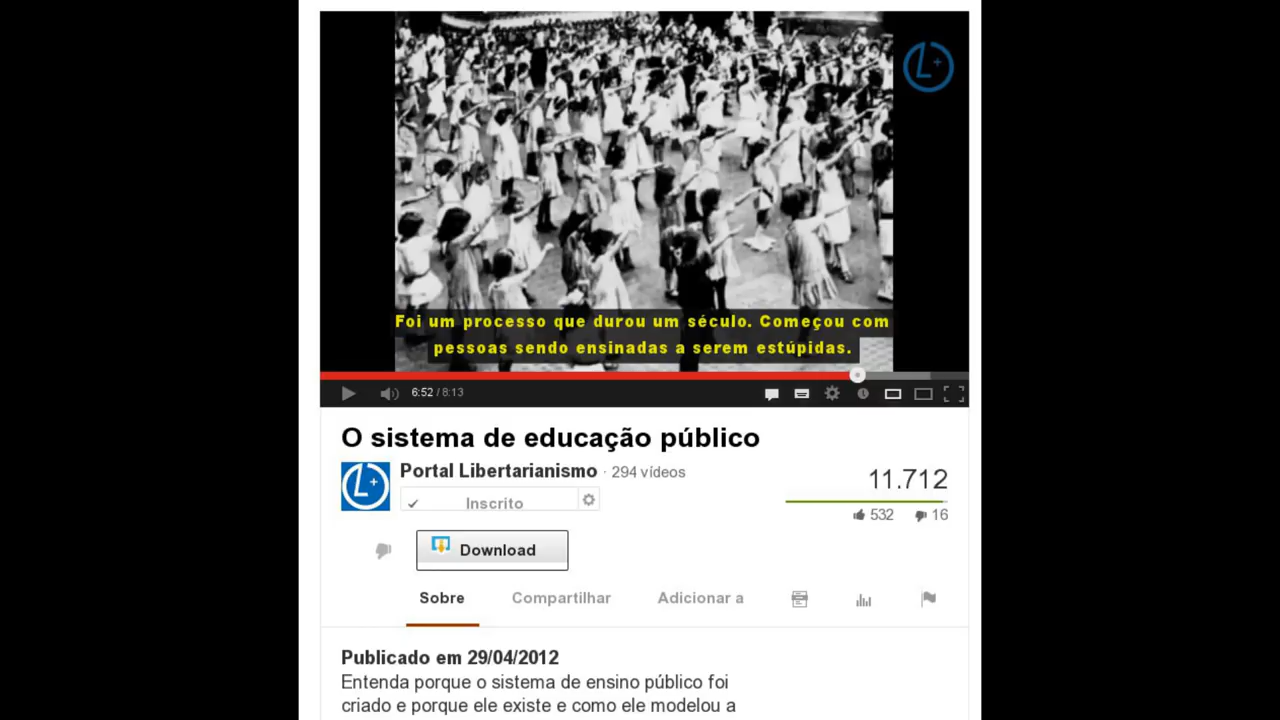 L+
Foi um processo que durou um século. Começou com
pessoas sendo ensinadas a serem estúpidas.
6:52 / 8:13
O sistema de educação público
L+
Portal Libertarianismo · 294 vídeos
11.712
Inscrito
532 16
Download
Sobre Compartilhar Adicionar a
Publicado em 29/04/2012
Entenda porque o sistema de ensino público foi
criado e porque ele existe e como ele modelou a